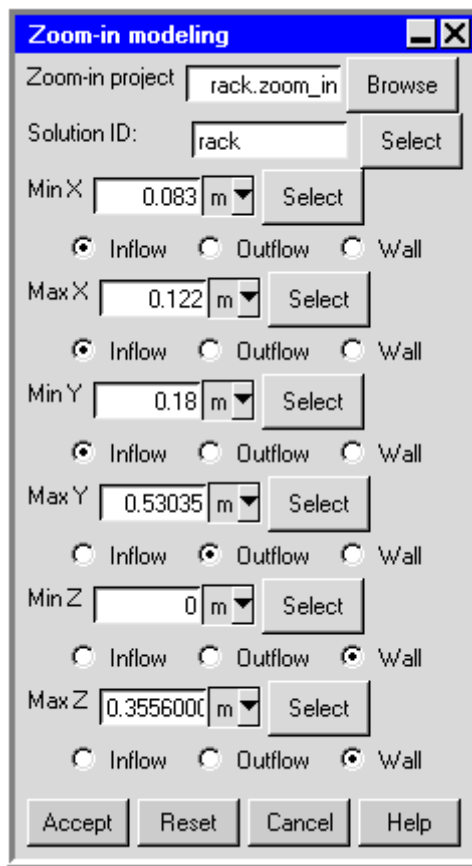 Zoom-in modeling
Zoom-in project rack.zoom_in Browse
Solution ID: rack Select
Min X 0.083 m Select
Inflow Outflow Wall
Max X 0.122 m Select
Inflow Outflow Wall
Min Y 0.18 m Select
Inflow Outflow Wall
Max Y 0.53035 m Select
Inflow Outflow Wall
Min Z 0 m Select
Inflow Outflow Wall
Max Z 0.3556000 m Select
Inflow Outflow Wall
Accept Reset Cancel Help